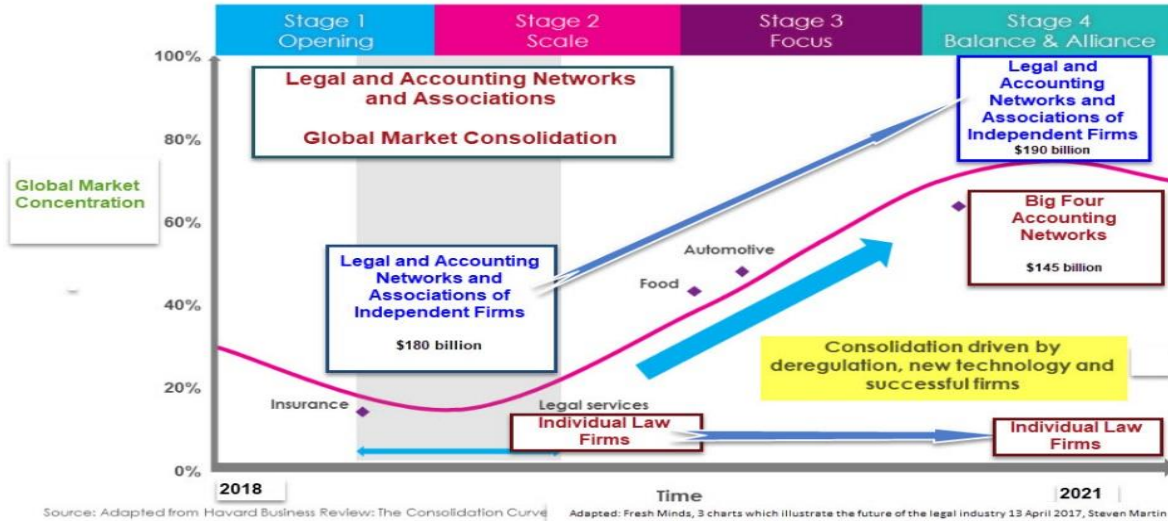 Stage 1
Opening
Stage 2
Scale
Stage 3
Focus
Stage 4
Balance & Alliance
100%
80%
60%
40%
20%
0%
Global Market
Concentration
Legal and Accounting Networks
and Associations
Global Market Consolidation
Legal and
Accounting
Networks and
Associations of
Independent Firms
$190 billion
Big Four
Accounting
Networks
$145 billion
Automotive
Food
Legal and Accounting
Networks and
Associations of
Independent Firms
$180 billion
Consolidation driven by
deregulation, new technology and
successful firms
Insurance
Legal services
Individual Law
Firms
Individual Law
Firms
2018
Time
2021
Source: Adapted from Havard Business Review: The Consolidation Curve
Adapted: Fresh Minds, 3 charts which illustrate the future of the legal industry 13 April 2017, Steven Martin